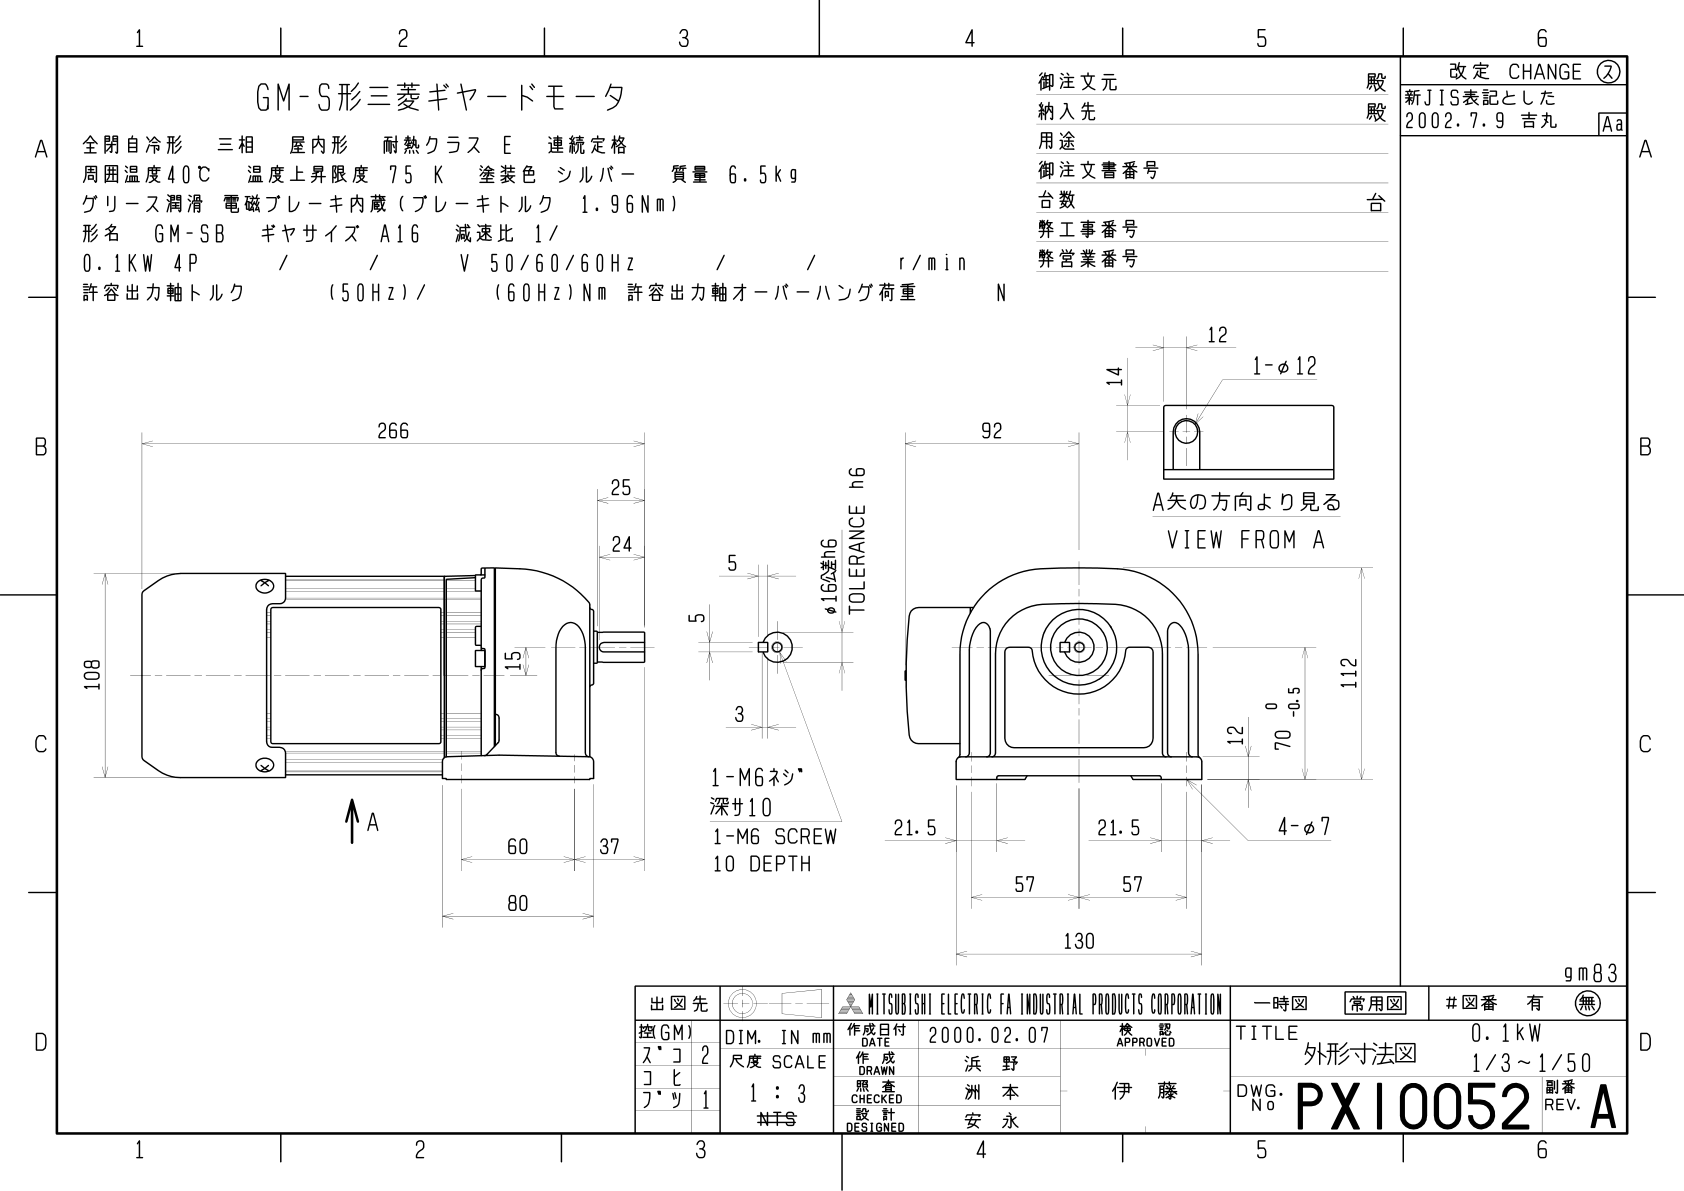 1 2 3 4 5 6
A
B
C
D
GM-S形三菱ギヤードモータ
全閉自冷形 三相 屋内形 耐熱クラス E 連続定格
周囲温度40℃ 温度上昇限度 75 K 塗装色 シルバー 質量 6.5kg
グリース潤滑 電磁ブレーキ内蔵(ブレーキトルク 1.96Nm)
形名 GM-SB ギヤサイズ A16 減速比 1/
0.1KW 4P / / V 50/60/60Hz / / r/min
許容出力軸トルク (50Hz)/ (60Hz)Nm 許容出力軸オーバーハング荷重 N
御注文元 殿
納入先 殿
用途
御注文書番号
台数 台
弊工事番号
弊営業番号
改定 CHANGE ス
新JIS表記とした
2002.7.9 吉丸 Aa
A
B
C
D
266
25
24
108
15
A
60 37
80
5
5
3
φ16公差h6
TOLERANCE h6
1-M6ネジ
深サ10
1-M6 SCREW
10 DEPTH
12
14
1-φ12
A矢の方向より見る
VIEW FROM A
92
112
12
70 0 -0.5
21.5 21.5
4-φ7
57 57
130
gm83
出図先
控(GM)
ズコ 2
コヒ
ブツ 1
DIM. IN mm
尺度 SCALE
1 : 3
NTS
MITSUBISHI ELECTRIC FA INDUSTRIAL PRODUCTS CORPORATION
作成日付 DATE 2000.02.07
作成 DRAWN 浜野
照査 CHECKED 洲本
設計 DESIGNED 安永
検認 APPROVED
伊藤
一時図 常用図 #図番 有 無
TITLE 0.1kW
外形寸法図 1/3~1/50
DWG. No PX10052 副番 REV. A
1 2 3 4 5 6